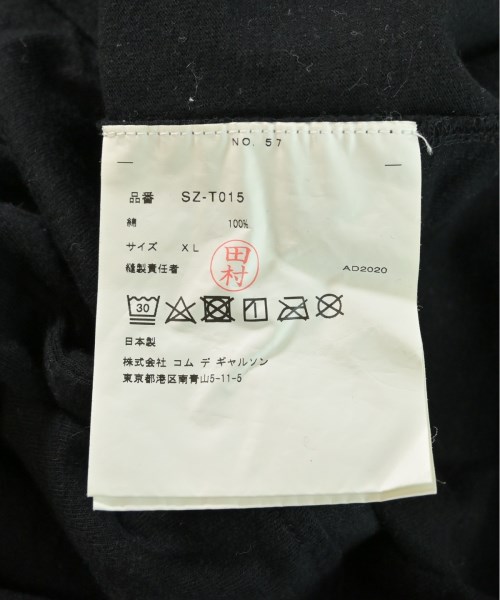 NO. 57
品番 SZ-T015
綿 100%
サイズ XL
縫製責任者 田村 AD2020
30
日本製
株式会社 コム デ ギャルソン
東京都港区南青山5-11-5